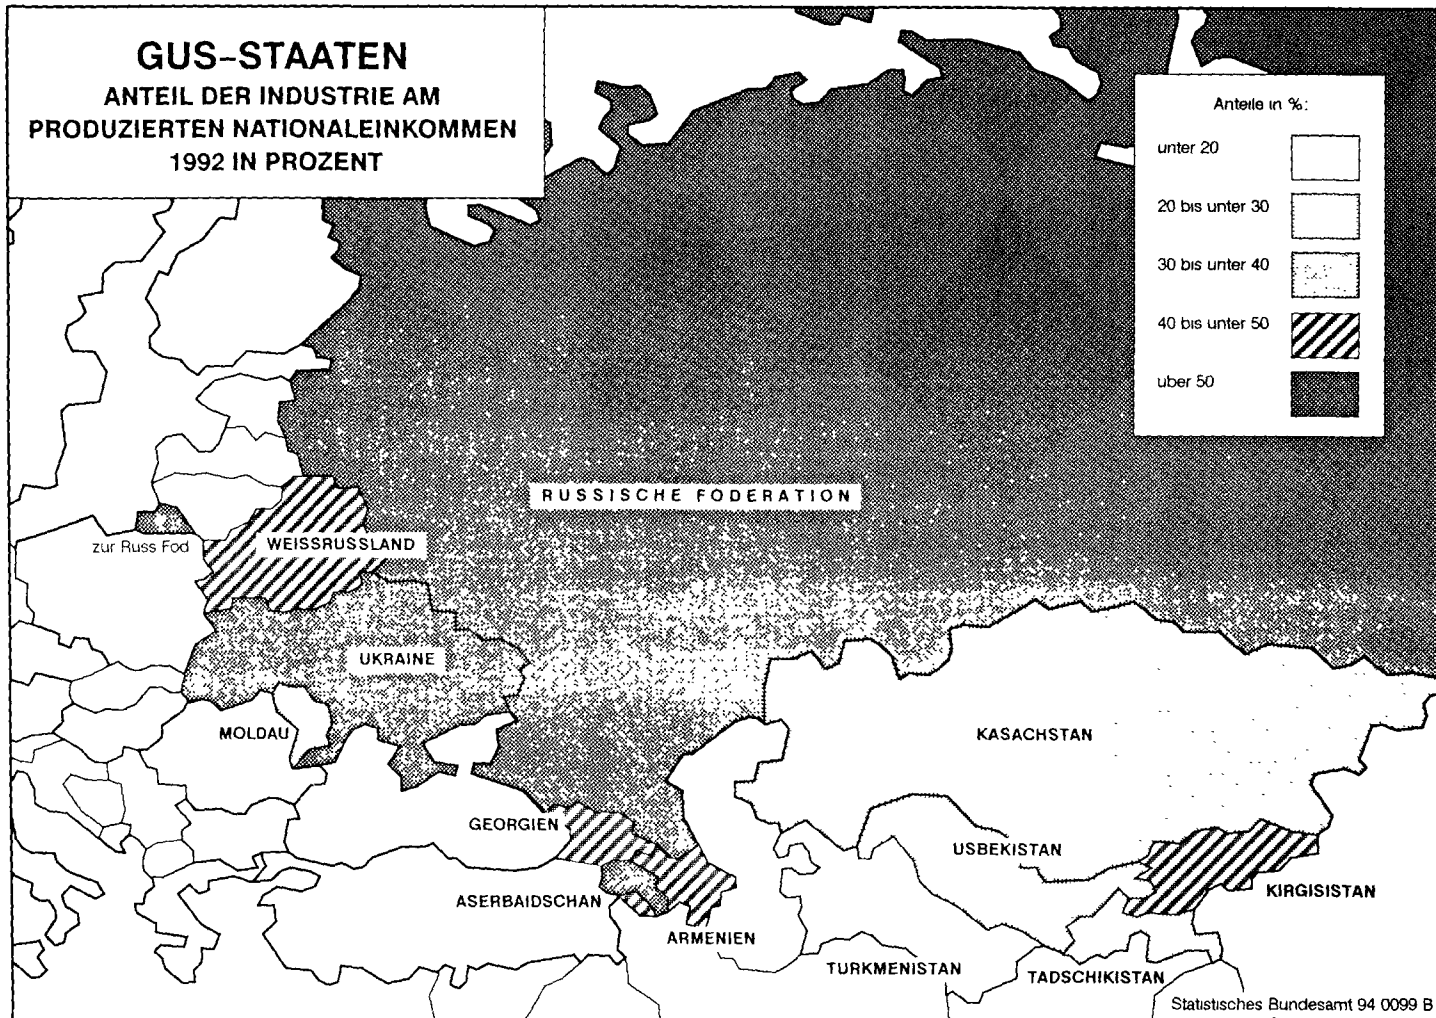 GUS-STAATEN
ANTEIL DER INDUSTRIE AM
PRODUZIERTEN NATIONALEINKOMMEN
1992 IN PROZENT
Anteile in %:
unter 20
20 bis unter 30
30 bis unter 40
40 bis unter 50
uber 50
RUSSISCHE FODERATION
zur Russ Fod
WEISSRUSSLAND
UKRAINE
MOLDAU
KASACHSTAN
GEORGIEN
USBEKISTAN
KIRGISISTAN
ASERBAIDSCHAN
ARMENIEN
TURKMENISTAN
TADSCHIKISTAN
Statistisches Bundesamt 94 0099 B